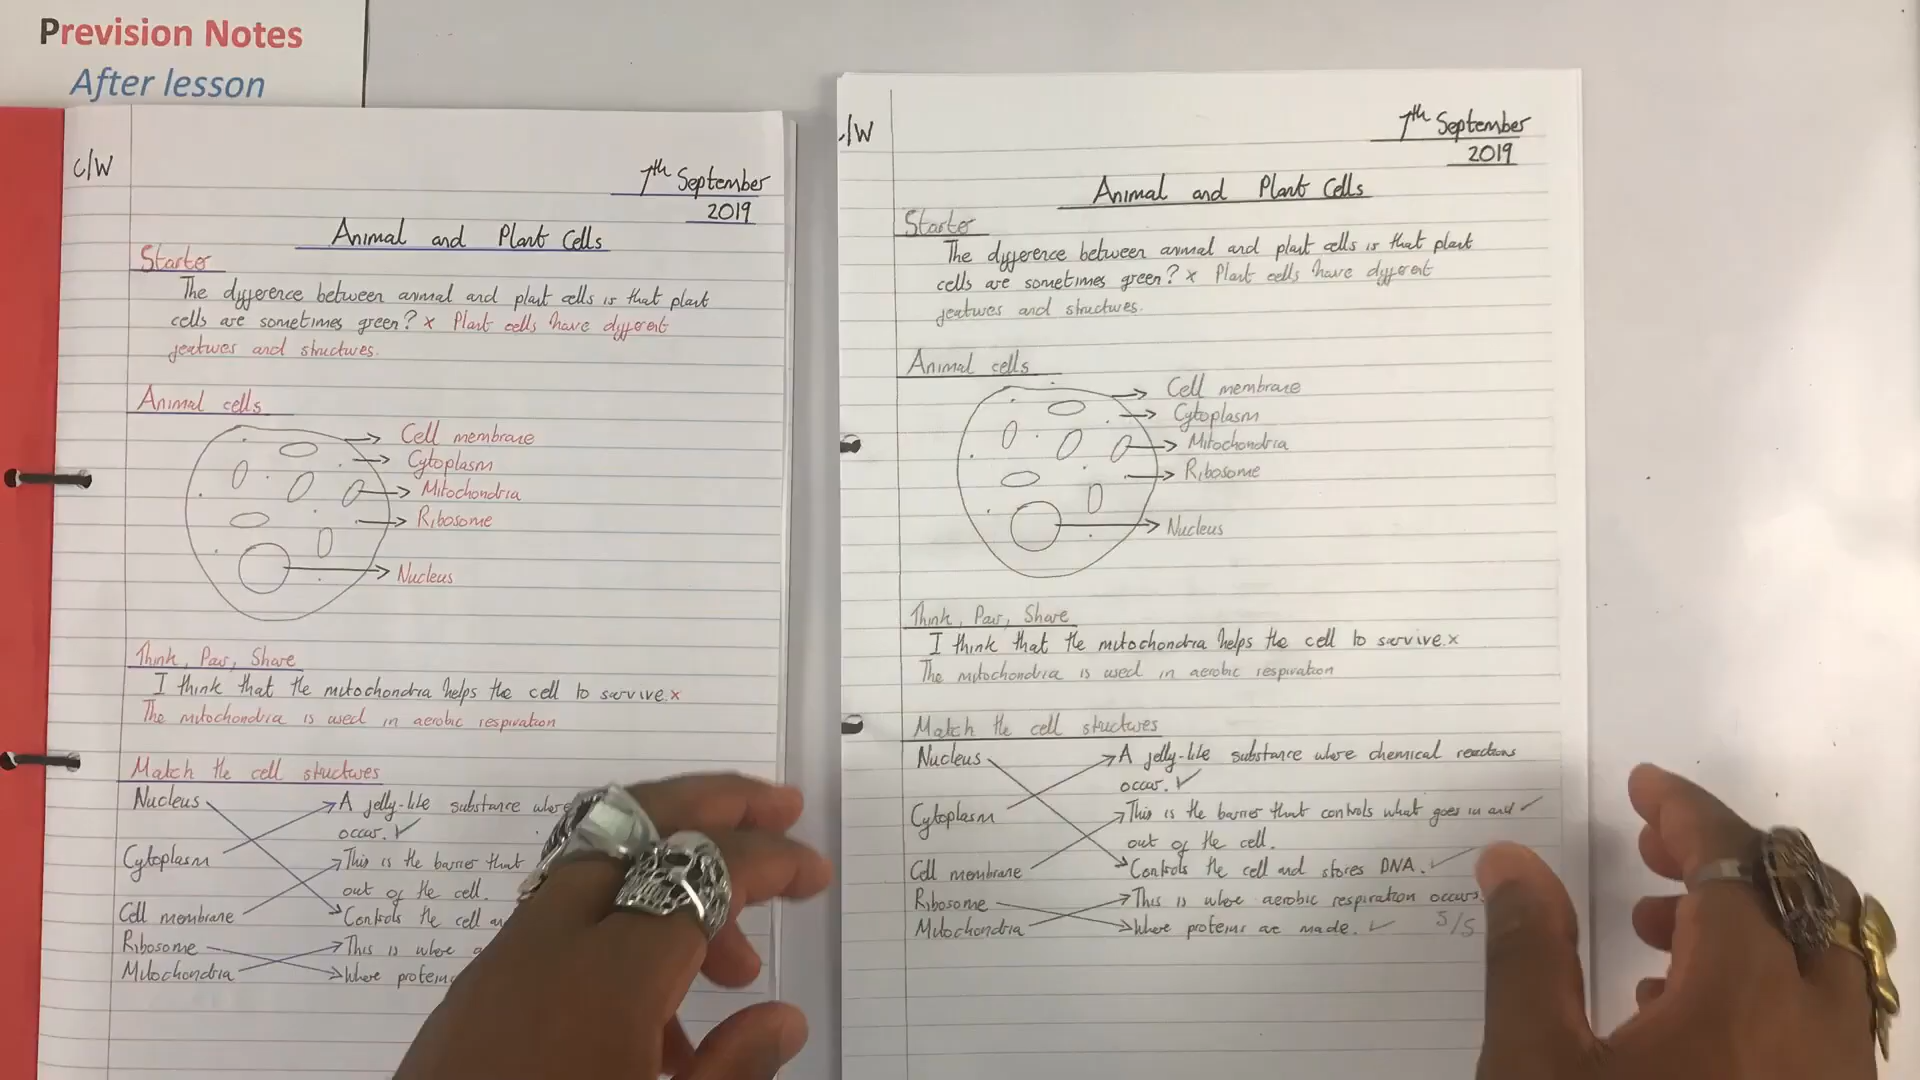 Prevision Notes
After lesson
C/W
7th September
2019
Animal and Plant Cells
Starter
The difference between animal and plant cells is that plant
cells are sometimes green? x Plant cells have different
features and structures.
Animal cells
Cell membrane
Cytoplasm
Mitochondria
Ribosome
Nucleus
Think, Pair, Share
I think that the mitochondria helps the cell to survive. x
The mitochondria is used in aerobic respiration
Match the cell structures
Nucleus
A jelly-like substance where
occur. ✓
Cytoplasm
This is the barrier that
out of the cell.
Cell membrane
Controls the cell
Ribosome
This is where
Mitochondria
Where proteins
/W
7th September
2019
Animal and Plant Cells
Starter
The difference between animal and plant cells is that plant
cells are sometimes green? x Plant cells have different
features and structures.
Animal cells
Cell membrane
Cytoplasm
Mitochondria
Ribosome
Nucleus
Think, Pair, Share
I think that the mitochondria helps the cell to survive. x
The mitochondria is used in aerobic respiration
Match the cell structures
Nucleus
A jelly-like substance where chemical reactions
occur. ✓
Cytoplasm
This is the barrier that controls what goes in and ✓
out of the cell.
Cell membrane
Controls the cell and stores DNA. ✓
Ribosome
This is where aerobic respiration occurs.
Mitochondria
Where proteins are made. ✓
5/5